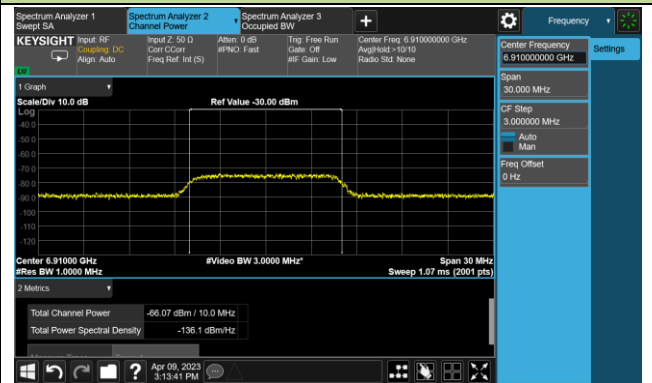 Spectrum Analyzer 1
Swept SA
Spectrum Analyzer 2
Channel Power
Spectrum Analyzer 3
Occupied BW
Frequency
KEYSIGHT
Input: RF
Coupling: DC
Align: Auto
Input Z: 50 Ω
Corr CCorr
Freq Ref: Int (S)
Atten: 0 dB
#PNO: Fast
Trig: Free Run
Gate: Off
#IF Gain: Low
Center Freq: 6.910000000 GHz
Avg|Hold:>10/10
Radio Std: None
Center Frequency
6.910000000 GHz
Settings
Span
30.000 MHz
CF Step
3.000000 MHz
Auto
Man
Freq Offset
0 Hz
1 Graph
Scale/Div 10.0 dB
Ref Value -30.00 dBm
Log
-40.0
-50.0
-60.0
-70.0
-80.0
-90.0
-100
-110
-120
Center 6.91000 GHz
#Video BW 3.0000 MHz*
Span 30 MHz
#Res BW 1.0000 MHz
Sweep 1.07 ms (2001 pts)
2 Metrics
Total Channel Power
-66.07 dBm / 10.0 MHz
Total Power Spectral Density
-136.1 dBm/Hz
Apr 09, 2023
3:13:41 PM